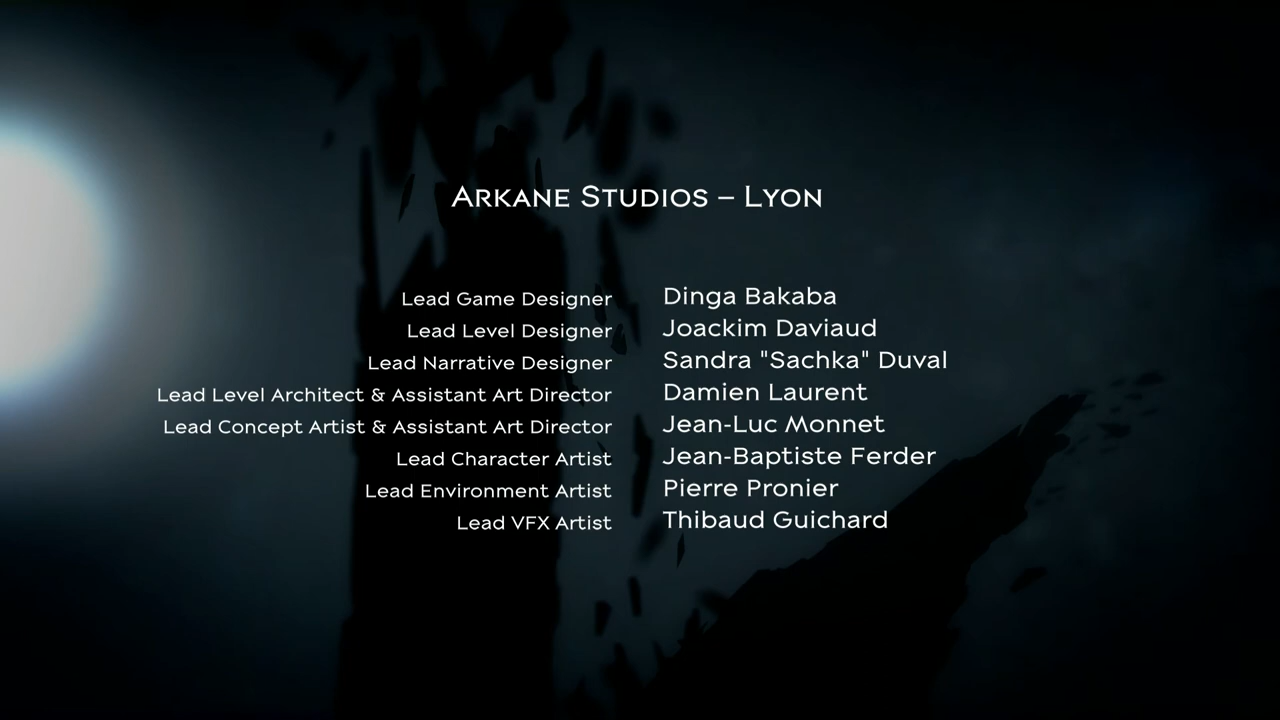 Arkane Studios – Lyon
Lead Game Designer Dinga Bakaba
Lead Level Designer Joackim Daviaud
Lead Narrative Designer Sandra "Sachka" Duval
Lead Level Architect & Assistant Art Director Damien Laurent
Lead Concept Artist & Assistant Art Director Jean-Luc Monnet
Lead Character Artist Jean-Baptiste Ferder
Lead Environment Artist Pierre Pronier
Lead VFX Artist Thibaud Guichard